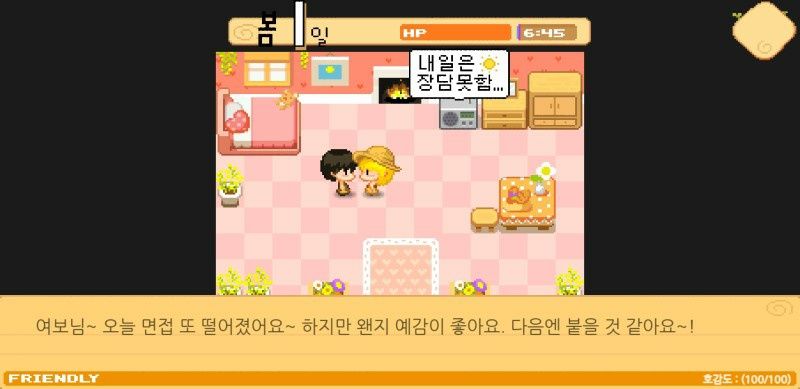 봄 1일
HP
6:45
내일은
장담못함...
여보님~ 오늘 면접 또 떨어졌어요~ 하지만 왠지 예감이 좋아요. 다음엔 붙을 것 같아요~!
FRIENDLY
호감도 : (100/100)